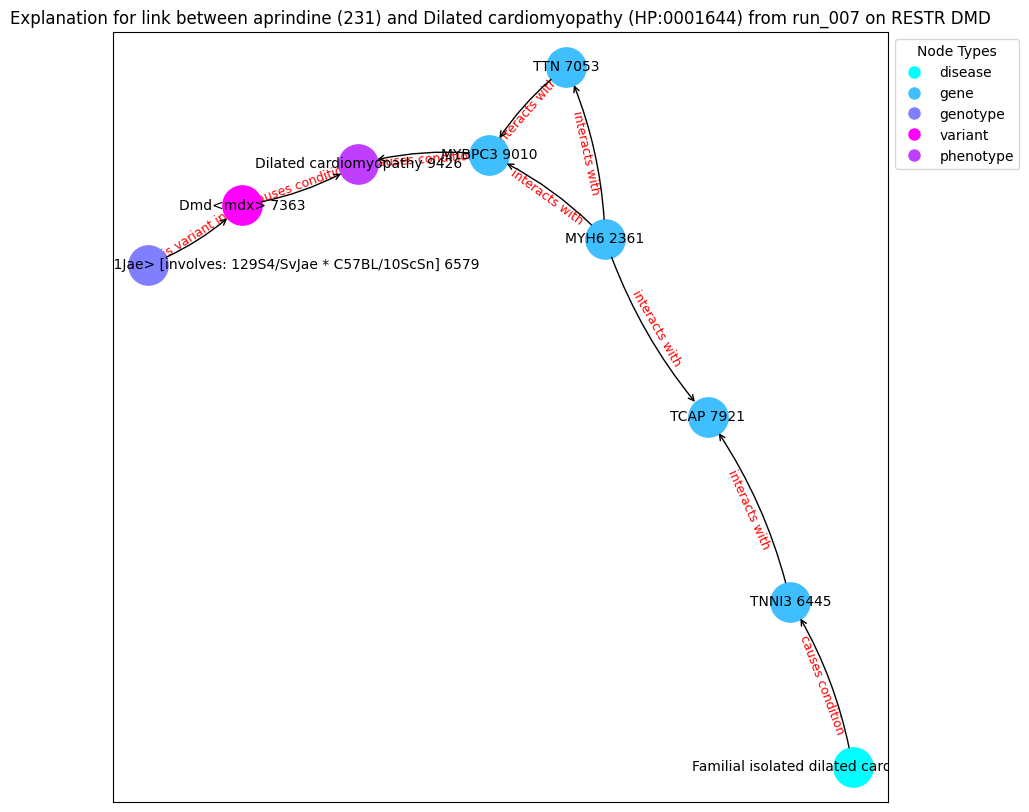 Explanation for link between aprindine (231) and Dilated cardiomyopathy (HP:0001644) from run_007 on RESTR DMD
Node Types
disease
gene
genotype
variant
phenotype
TTN 7053
interacts with
MYBPC3 9010
Dilated cardiomyopathy 9426
causes condition
interacts with
interacts with
causes condition
Dmd<mdx> 7363
is variant in
MYH6 2361
1Jae> [involves: 129S4/SvJae * C57BL/10ScSn] 6579
interacts with
TCAP 7921
interacts with
TNNI3 6445
causes condition
Familial isolated dilated card